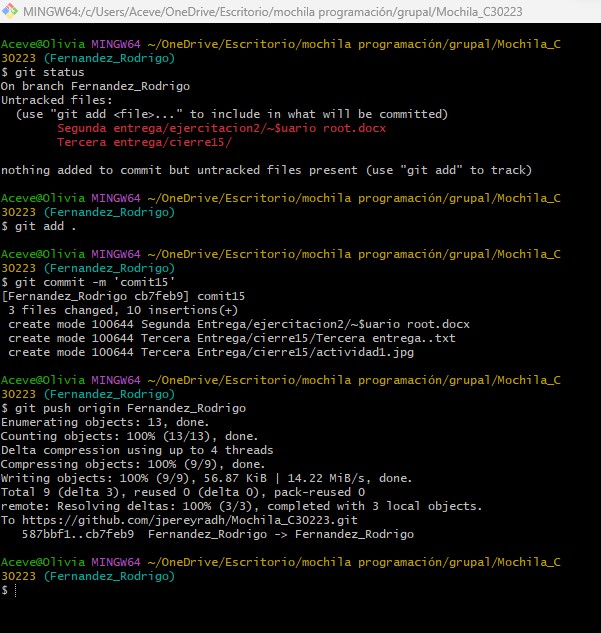 MINGW64:/c/Users/Aceve/OneDrive/Escritorio/mochila programación/grupal/Mochila_C30223
Aceve@Olivia MINGW64 ~/OneDrive/Escritorio/mochila programación/grupal/Mochila_C
30223 (Fernandez_Rodrigo)
$ git status
On branch Fernandez_Rodrigo
Untracked files:
  (use "git add <file>..." to include in what will be committed)
        Segunda entrega/ejercitacion2/~$uario root.docx
        Tercera entrega/cierre15/
nothing added to commit but untracked files present (use "git add" to track)
Aceve@Olivia MINGW64 ~/OneDrive/Escritorio/mochila programación/grupal/Mochila_C
30223 (Fernandez_Rodrigo)
$ git add .
Aceve@Olivia MINGW64 ~/OneDrive/Escritorio/mochila programación/grupal/Mochila_C
30223 (Fernandez_Rodrigo)
$ git commit -m 'comit15'
[Fernandez_Rodrigo cb7feb9] comit15
 3 files changed, 10 insertions(+)
 create mode 100644 Segunda Entrega/ejercitacion2/~$uario root.docx
 create mode 100644 Tercera Entrega/cierre15/Tercera entrega..txt
 create mode 100644 Tercera Entrega/cierre15/actividad1.jpg
Aceve@Olivia MINGW64 ~/OneDrive/Escritorio/mochila programación/grupal/Mochila_C
30223 (Fernandez_Rodrigo)
$ git push origin Fernandez_Rodrigo
Enumerating objects: 13, done.
Counting objects: 100% (13/13), done.
Delta compression using up to 4 threads
Compressing objects: 100% (9/9), done.
Writing objects: 100% (9/9), 56.87 KiB | 14.22 MiB/s, done.
Total 9 (delta 3), reused 0 (delta 0), pack-reused 0
remote: Resolving deltas: 100% (3/3), completed with 3 local objects.
To https://github.com/jpereyradh/Mochila_C30223.git
   587bbf1..cb7feb9  Fernandez_Rodrigo -> Fernandez_Rodrigo
Aceve@Olivia MINGW64 ~/OneDrive/Escritorio/mochila programación/grupal/Mochila_C
30223 (Fernandez_Rodrigo)
$